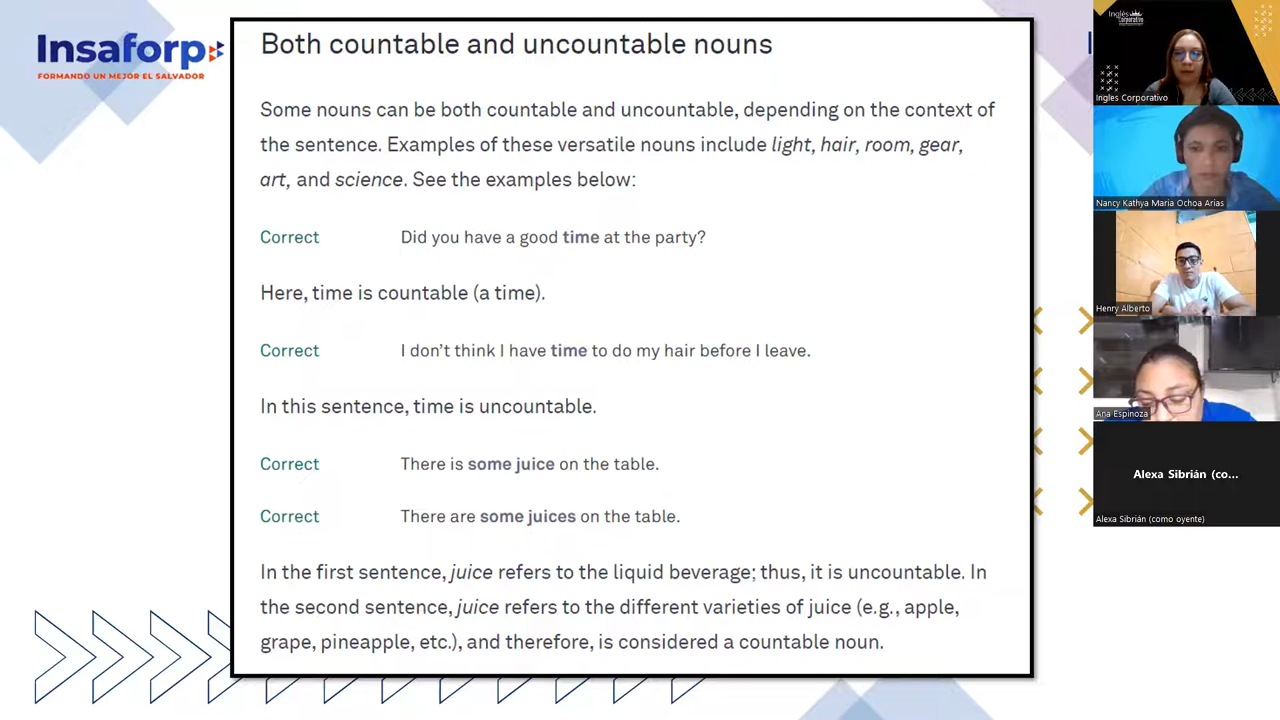 Insaforp
FORMANDO UN MEJOR EL SALVADOR
Both countable and uncountable nouns
Some nouns can be both countable and uncountable, depending on the context of
the sentence. Examples of these versatile nouns include light, hair, room, gear,
art, and science. See the examples below:
Correct Did you have a good time at the party?
Here, time is countable (a time).
Correct I don’t think I have time to do my hair before I leave.
In this sentence, time is uncountable.
Correct There is some juice on the table.
Correct There are some juices on the table.
In the first sentence, juice refers to the liquid beverage; thus, it is uncountable. In
the second sentence, juice refers to the different varieties of juice (e.g., apple,
grape, pineapple, etc.), and therefore, is considered a countable noun.
Inglés
Corporativo
Ingles Corporativo
Nancy Kathya Maria Ochoa Arias
Henry Alberto
Ana Espinoza
Alexa Sibrián (co...
Alexa Sibrián (como oyente)